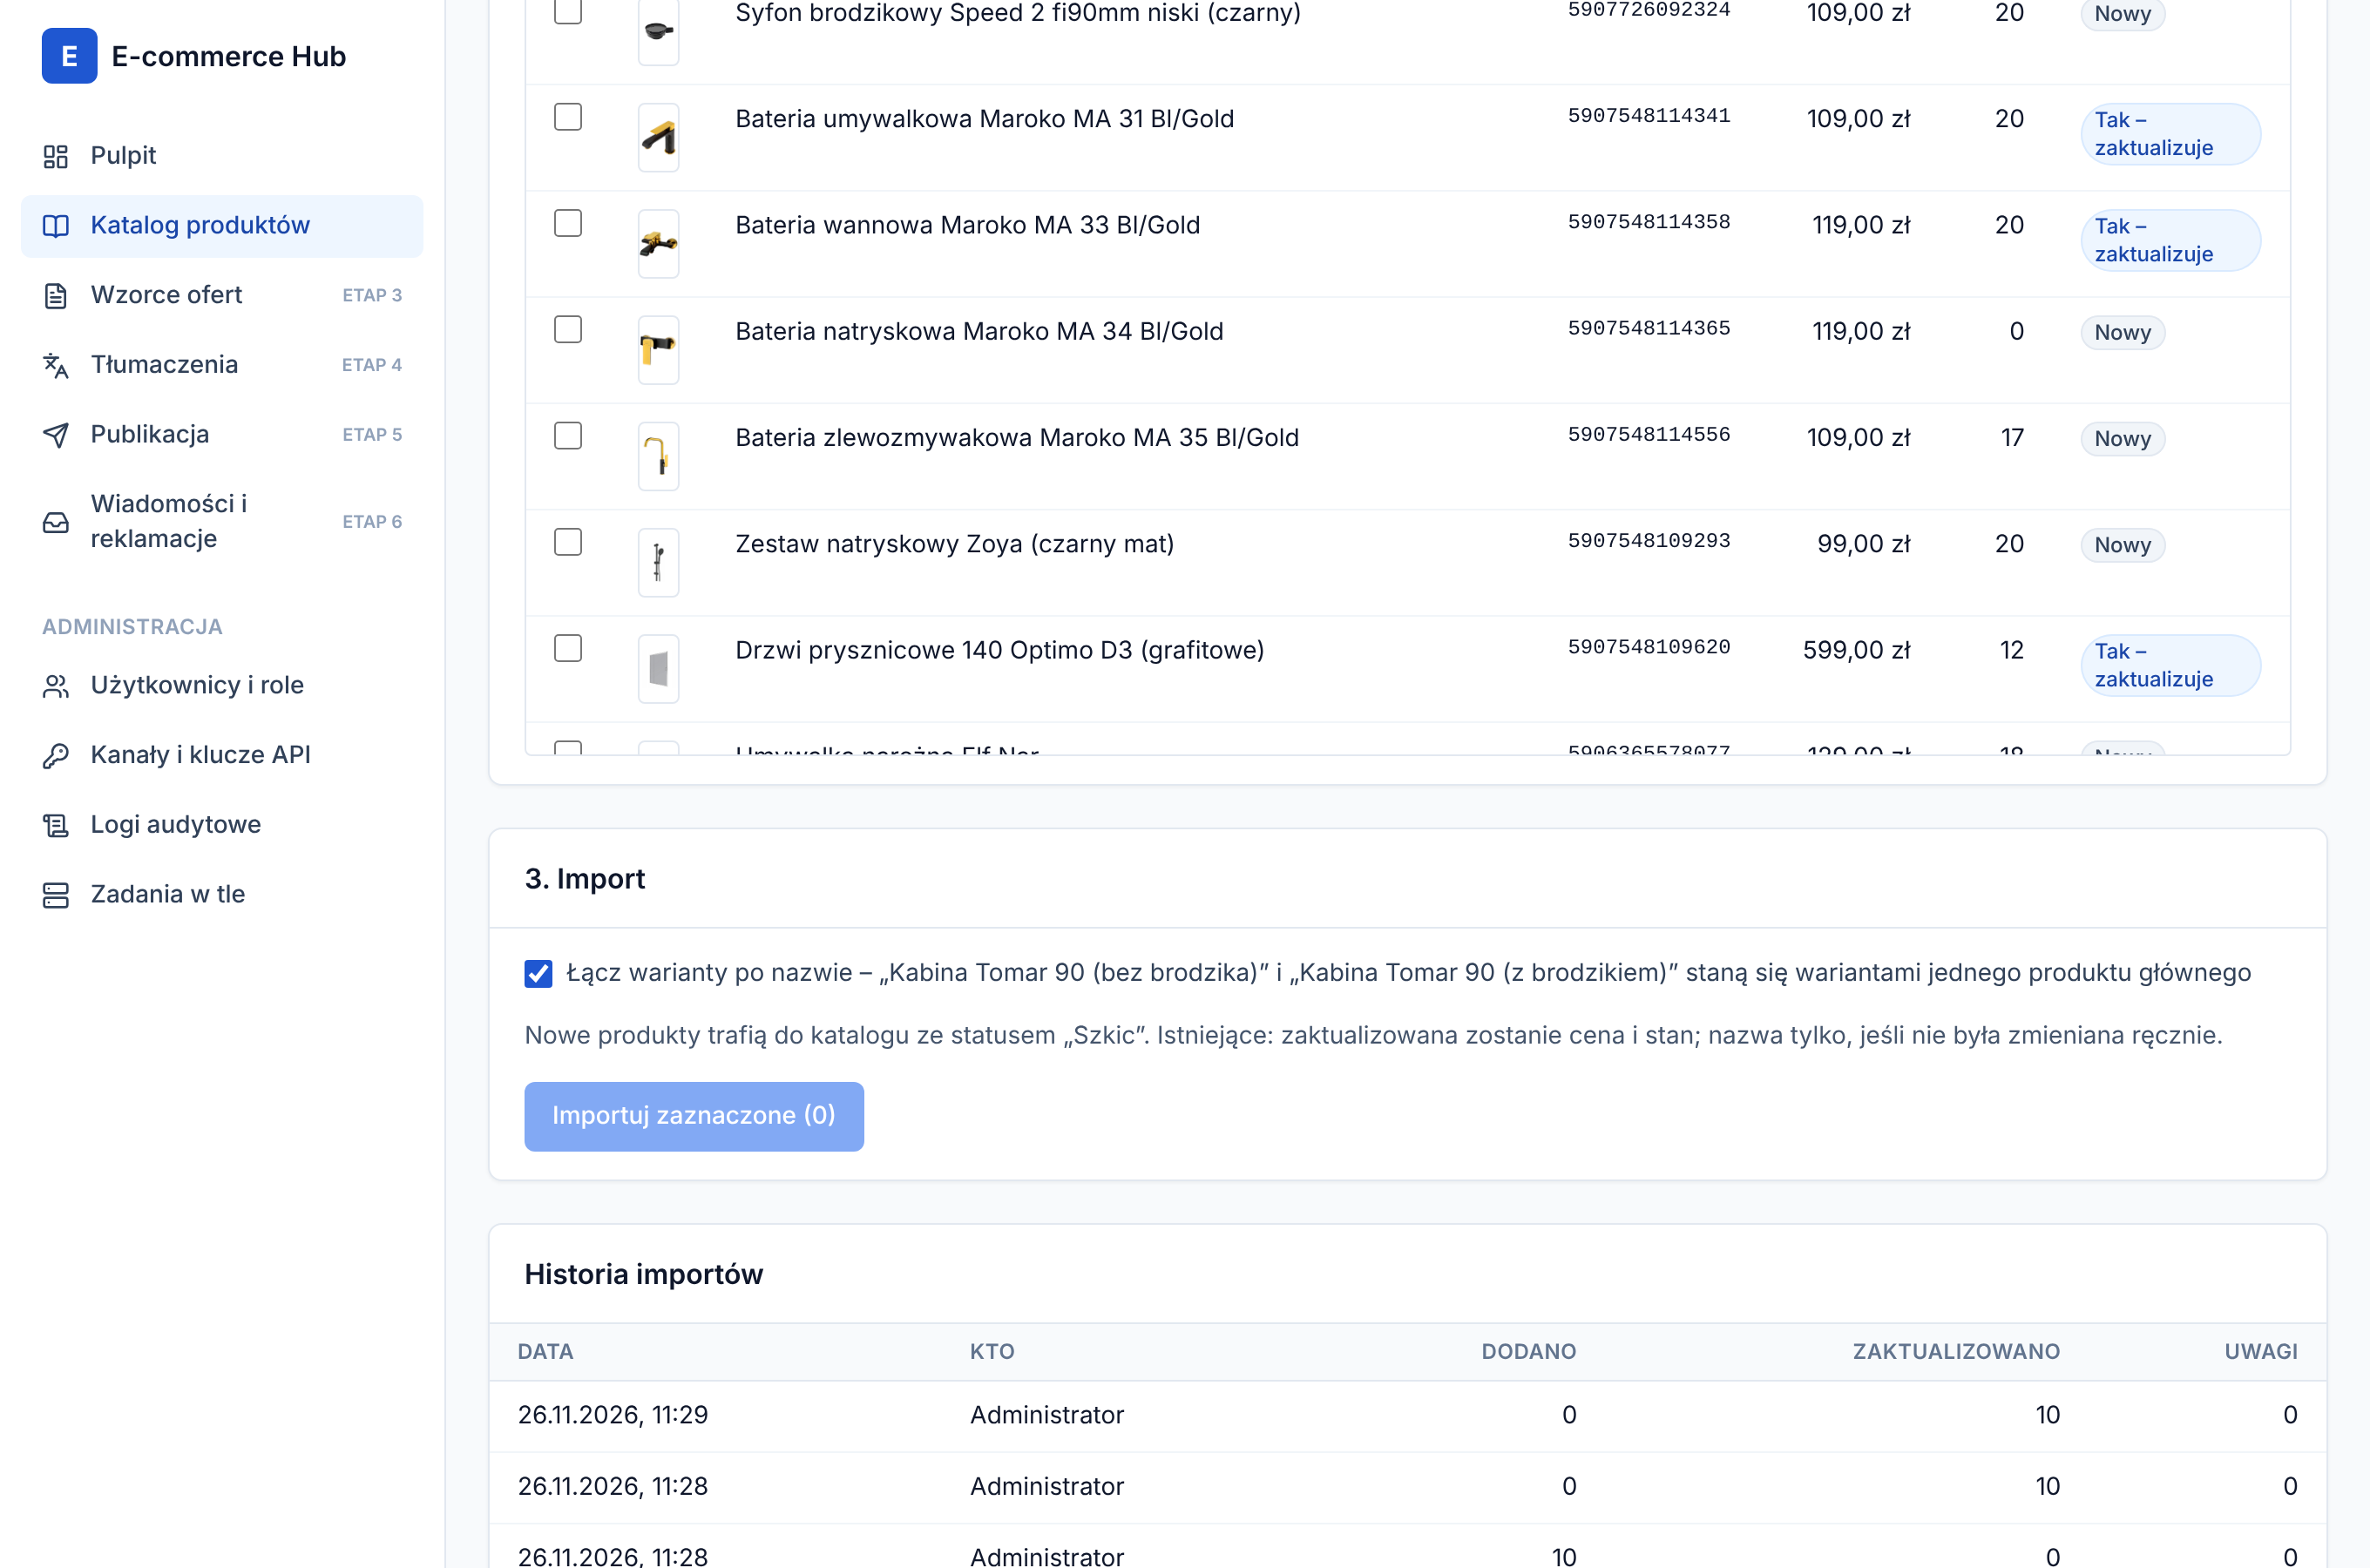 E
E-commerce Hub
Pulpit
Katalog produktów
Wzorce ofert ETAP 3
Tłumaczenia ETAP 4
Publikacja ETAP 5
Wiadomości i
reklamacje ETAP 6
ADMINISTRACJA
Użytkownicy i role
Kanały i klucze API
Logi audytowe
Zadania w tle
Syfon brodzikowy Speed 2 fi90mm niski (czarny) 5907726092324 109,00 zł 20 Nowy
Bateria umywalkowa Maroko MA 31 Bl/Gold 5907548114341 109,00 zł 20 Tak –
zaktualizuje
Bateria wannowa Maroko MA 33 Bl/Gold 5907548114358 119,00 zł 20 Tak –
zaktualizuje
Bateria natryskowa Maroko MA 34 Bl/Gold 5907548114365 119,00 zł 0 Nowy
Bateria zlewozmywakowa Maroko MA 35 Bl/Gold 5907548114556 109,00 zł 17 Nowy
Zestaw natryskowy Zoya (czarny mat) 5907548109293 99,00 zł 20 Nowy
Drzwi prysznicowe 140 Optimo D3 (grafitowe) 5907548109620 599,00 zł 12 Tak –
zaktualizuje
Umywalka narożna Elf Nar 5906365578077 129,00 zł 18 Nowy
3. Import
Łącz warianty po nazwie – „Kabina Tomar 90 (bez brodzika)” i „Kabina Tomar 90 (z brodzikiem)” staną się wariantami jednego produktu głównego
Nowe produkty trafią do katalogu ze statusem „Szkic”. Istniejące: zaktualizowana zostanie cena i stan; nazwa tylko, jeśli nie była zmieniana ręcznie.
Importuj zaznaczone (0)
Historia importów
DATA KTO DODANO ZAKTUALIZOWANO UWAGI
26.11.2026, 11:29 Administrator 0 10 0
26.11.2026, 11:28 Administrator 0 10 0
26.11.2026, 11:28 Administrator 10 0 0